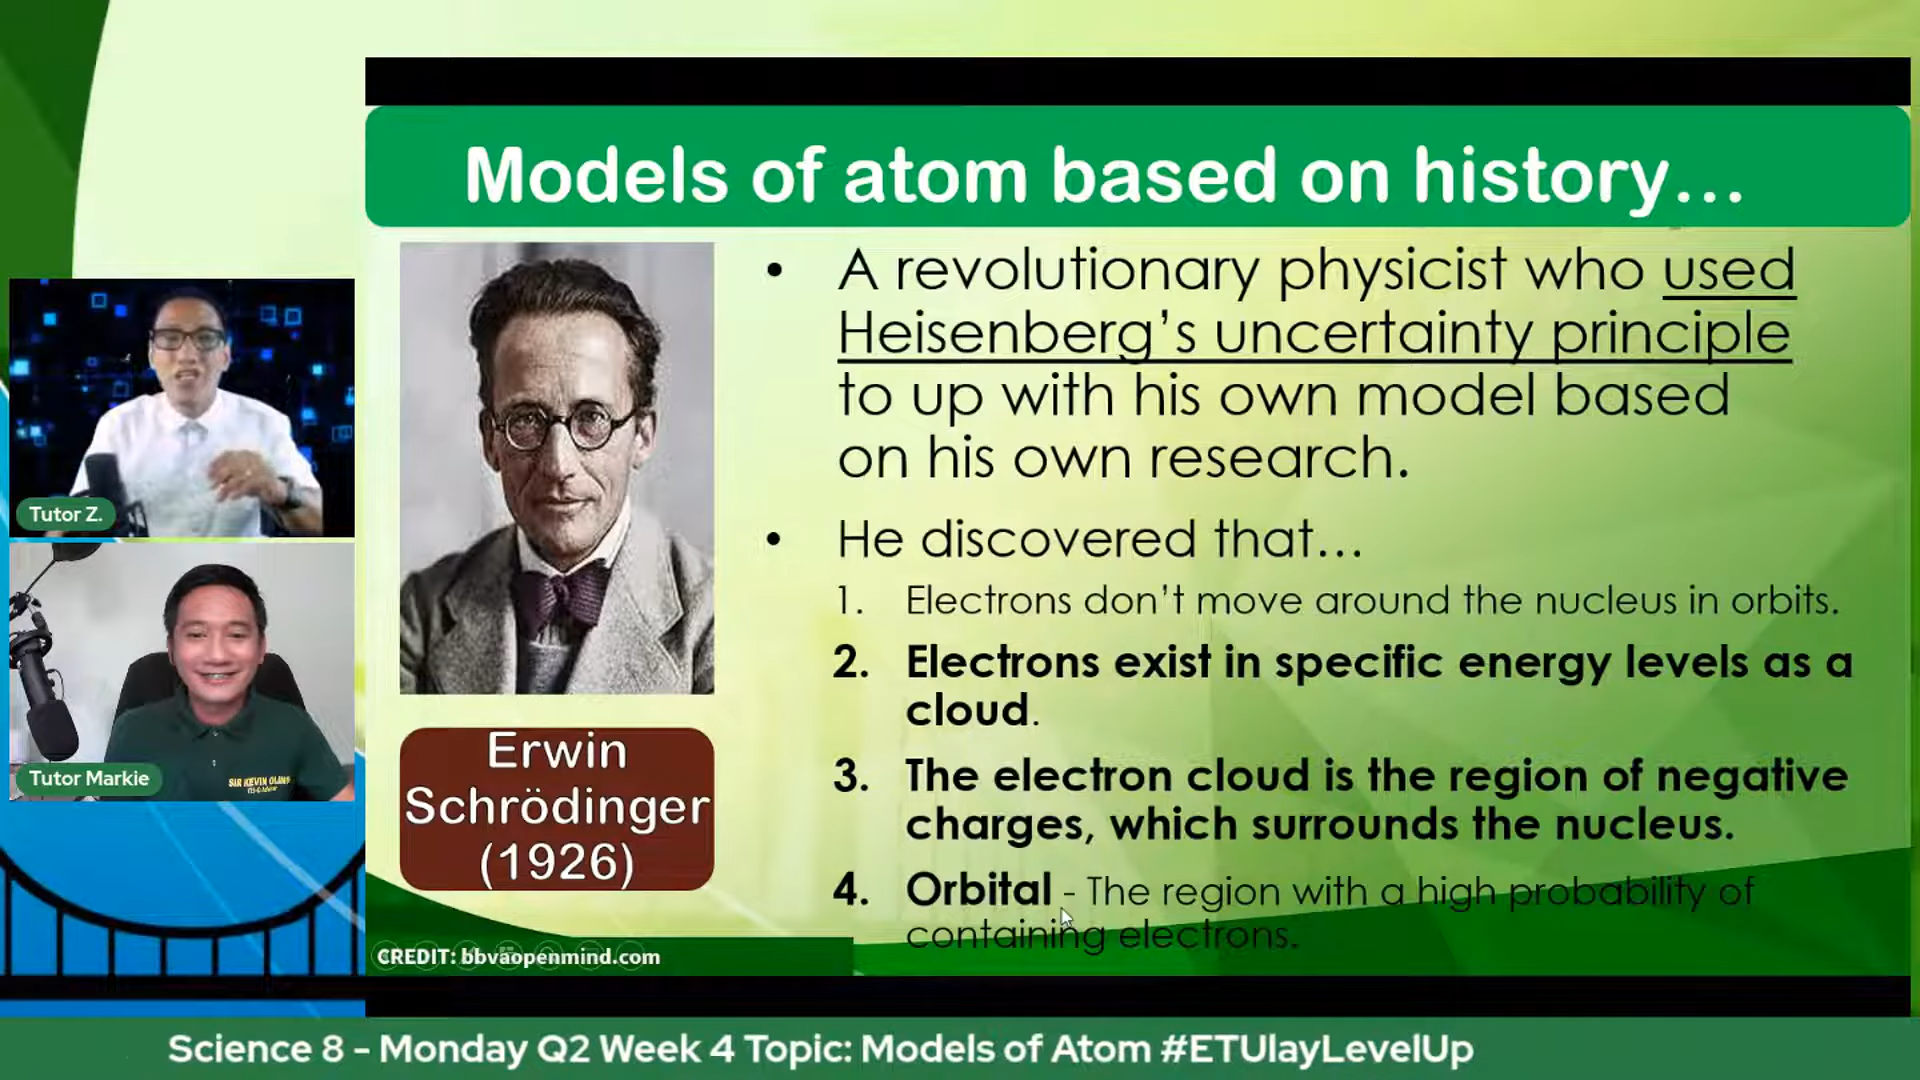 Models of atom based on history...
• A revolutionary physicist who used
Heisenberg's uncertainty principle
to up with his own model based
on his own research.
• He discovered that...
1. Electrons don't move around the nucleus in orbits.
2. Electrons exist in specific energy levels as a
cloud.
3. The electron cloud is the region of negative
charges, which surrounds the nucleus.
4. Orbital - The region with a high probability of
containing electrons.
Erwin
Schrödinger
(1926)
CREDIT: bbvaopenmind.com
Tutor Z.
SIR KEVIN
Tutor Markie
Science 8 - Monday Q2 Week 4 Topic: Models of Atom #ETUlayLevelUp